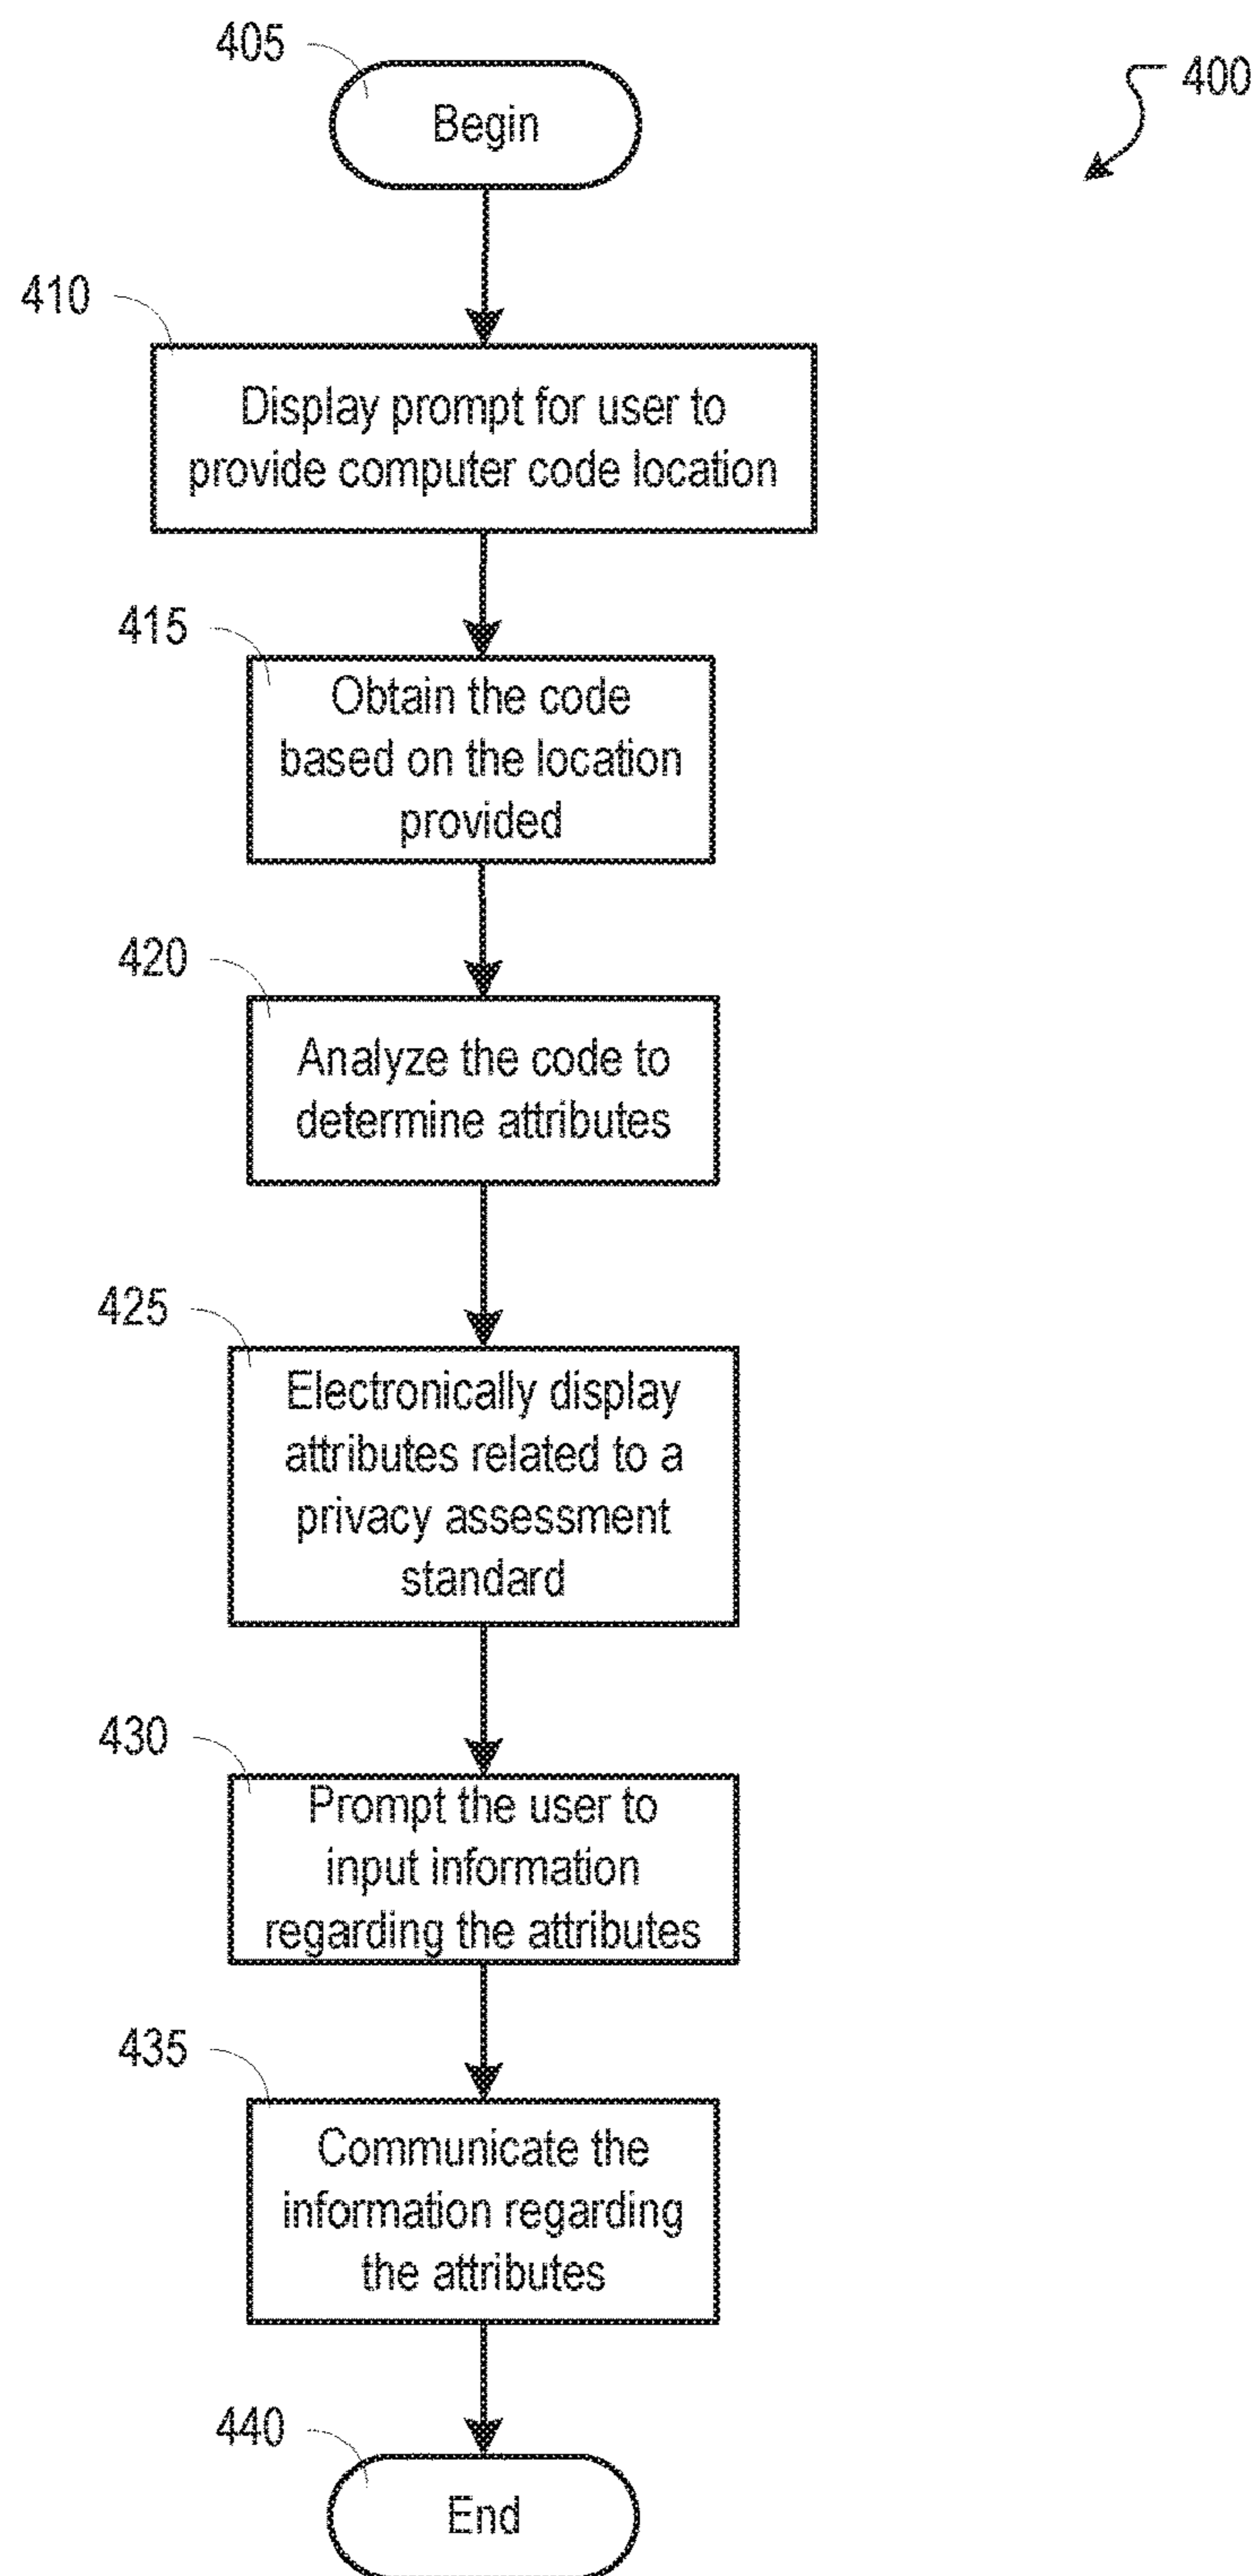 405
Begin
400
410
Display prompt for user to
provide computer code location
415
Obtain the code
based on the location
provided
420
Analyze the code to
determine attributes
425
Electronically display
attributes related to a
privacy assessment
standard
430
Prompt the user to
input information
regarding the attributes
435
Communicate the
information regarding
the attributes
440
End